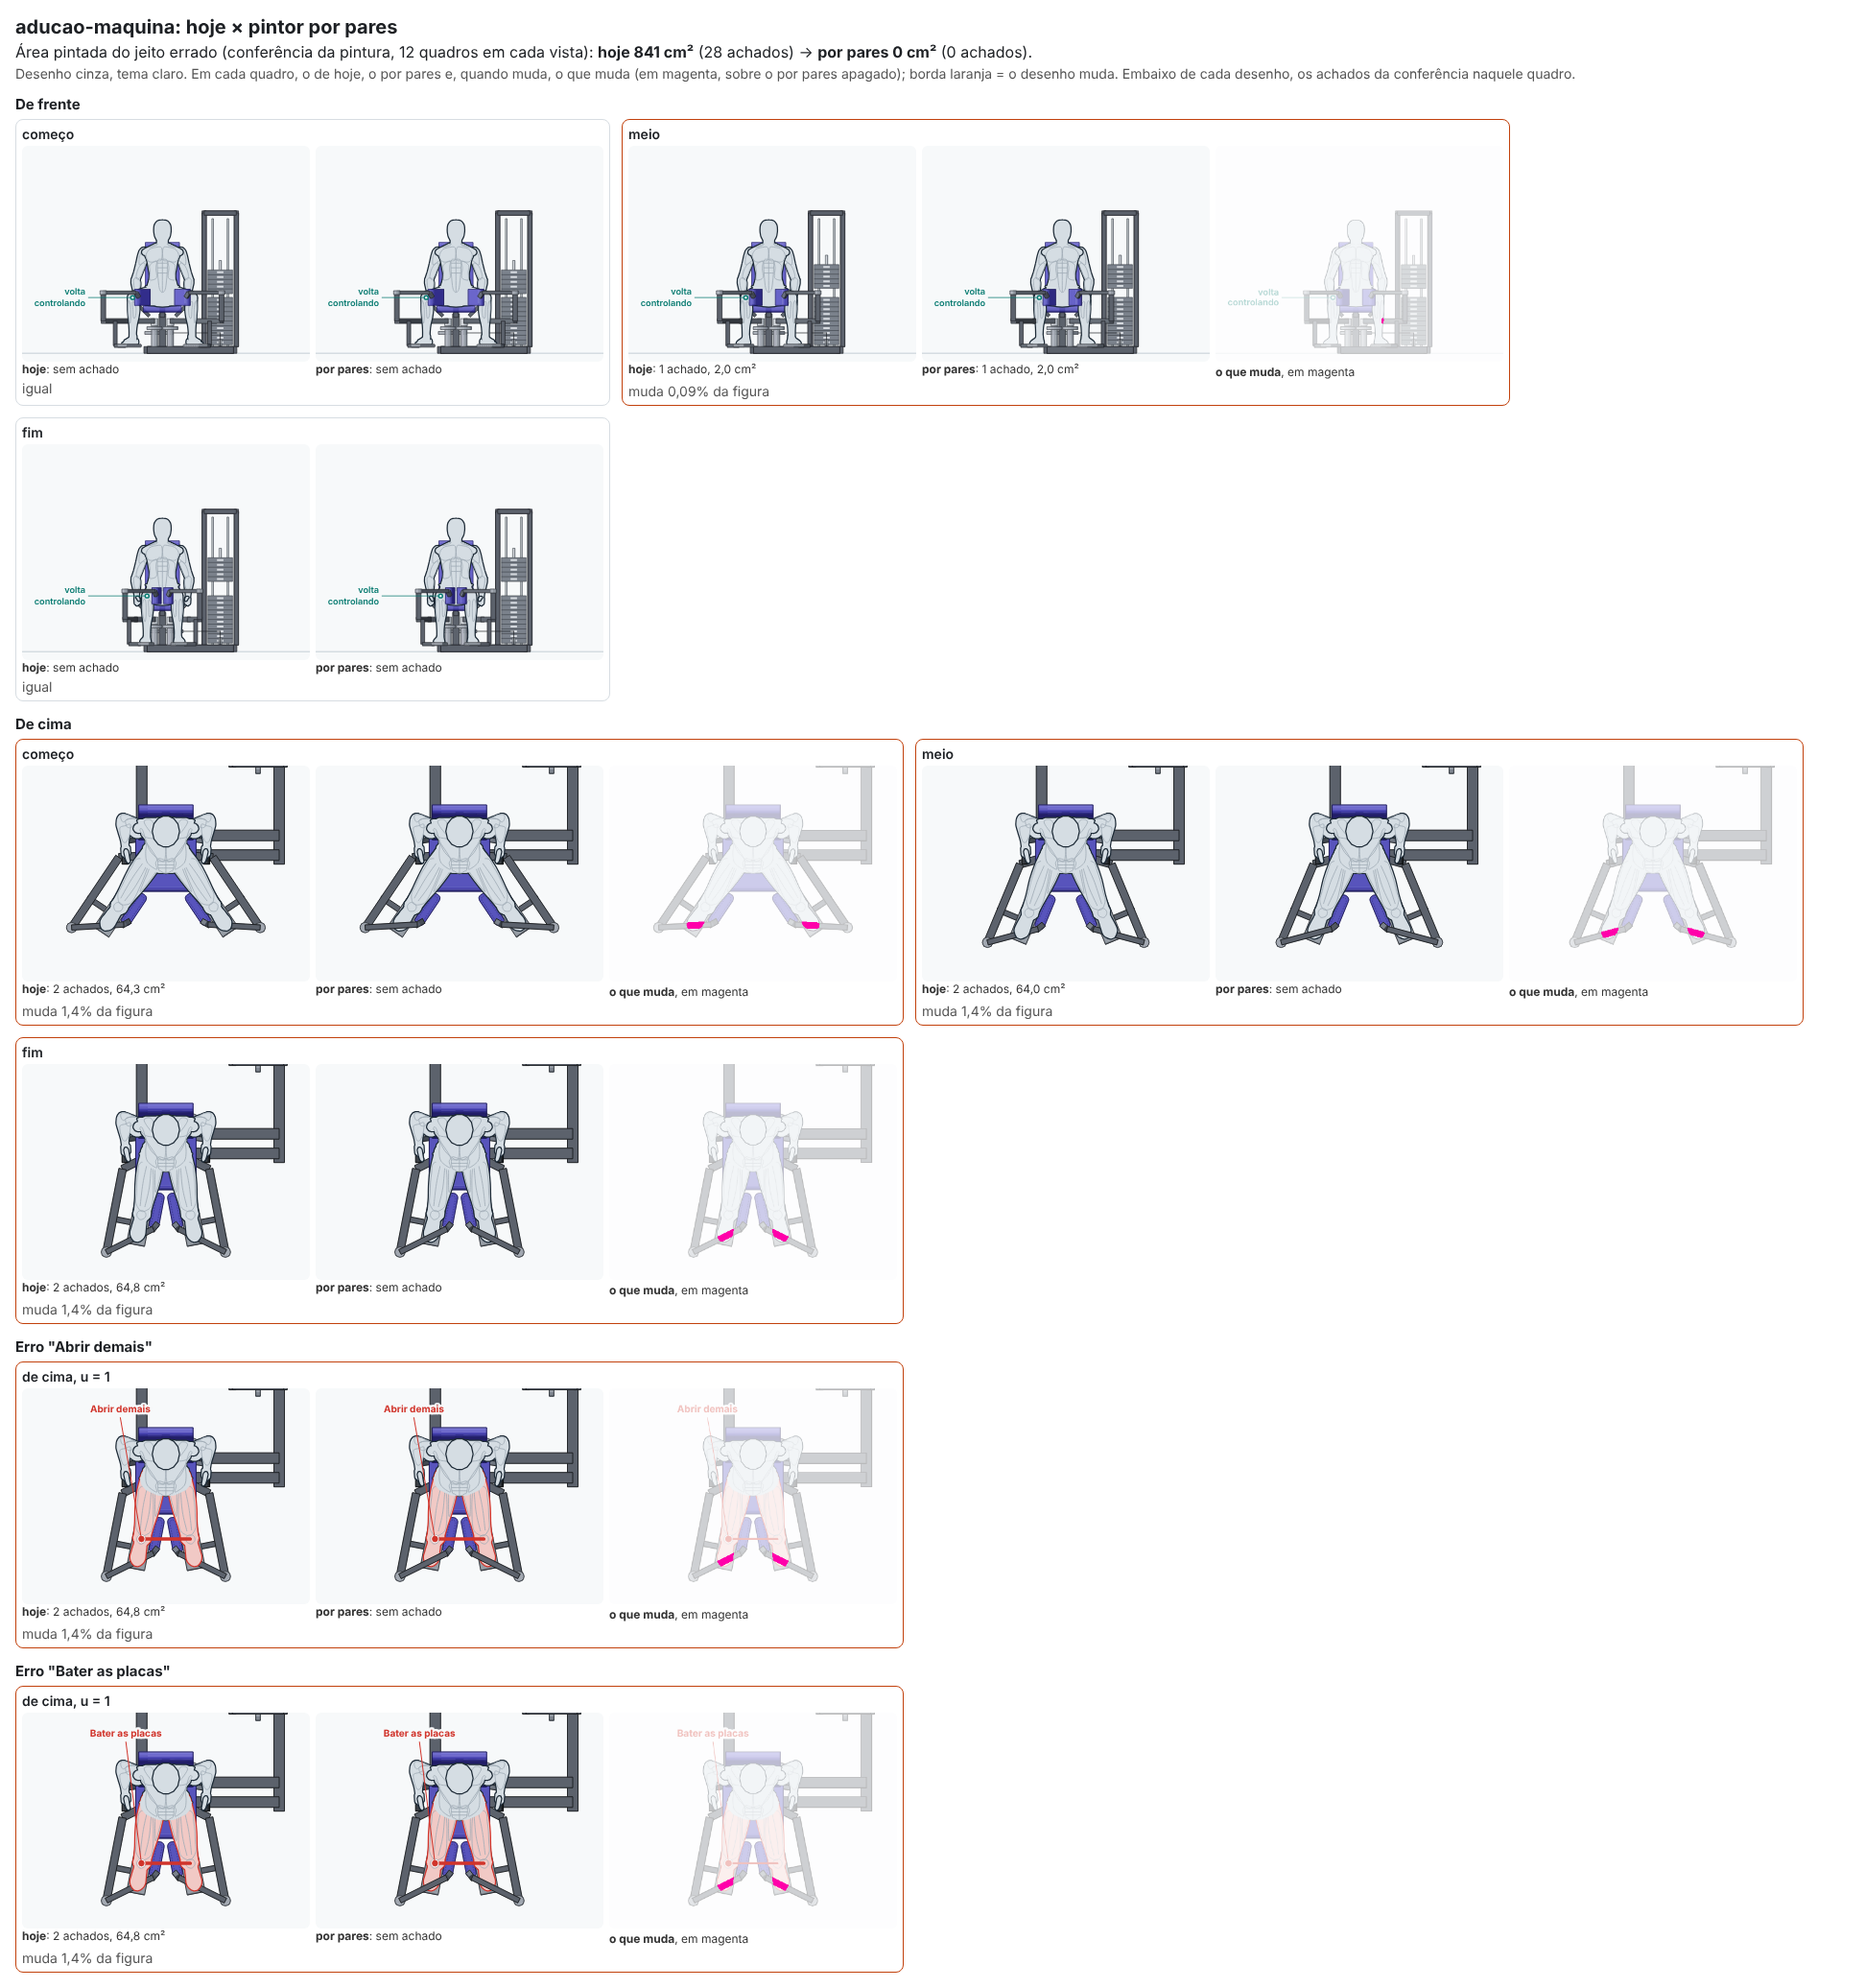 aducao-maquina: hoje × pintor por pares
Área pintada do jeito errado (conferência da pintura, 12 quadros em cada vista): hoje 841 cm² (28 achados) → por pares 0 cm² (0 achados).
Desenho cinza, tema claro. Em cada quadro, o de hoje, o por pares e, quando muda, o que muda (em magenta, sobre o por pares apagado); borda laranja = o desenho muda. Embaixo de cada desenho, os achados da conferência naquele quadro.
De frente
começo
volta
controlando
volta
controlando
hoje: sem achado
por pares: sem achado
igual
meio
volta
controlando
volta
controlando
volta
controlando
hoje: 1 achado, 2,0 cm²
por pares: 1 achado, 2,0 cm²
o que muda, em magenta
muda 0,09% da figura
fim
volta
controlando
volta
controlando
hoje: sem achado
por pares: sem achado
igual
De cima
começo
hoje: 2 achados, 64,3 cm²
por pares: sem achado
o que muda, em magenta
muda 1,4% da figura
meio
hoje: 2 achados, 64,0 cm²
por pares: sem achado
o que muda, em magenta
muda 1,4% da figura
fim
hoje: 2 achados, 64,8 cm²
por pares: sem achado
o que muda, em magenta
muda 1,4% da figura
Erro "Abrir demais"
de cima, u = 1
Abrir demais
Abrir demais
Abrir demais
hoje: 2 achados, 64,8 cm²
por pares: sem achado
o que muda, em magenta
muda 1,4% da figura
Erro "Bater as placas"
de cima, u = 1
Bater as placas
Bater as placas
Bater as placas
hoje: 2 achados, 64,8 cm²
por pares: sem achado
o que muda, em magenta
muda 1,4% da figura